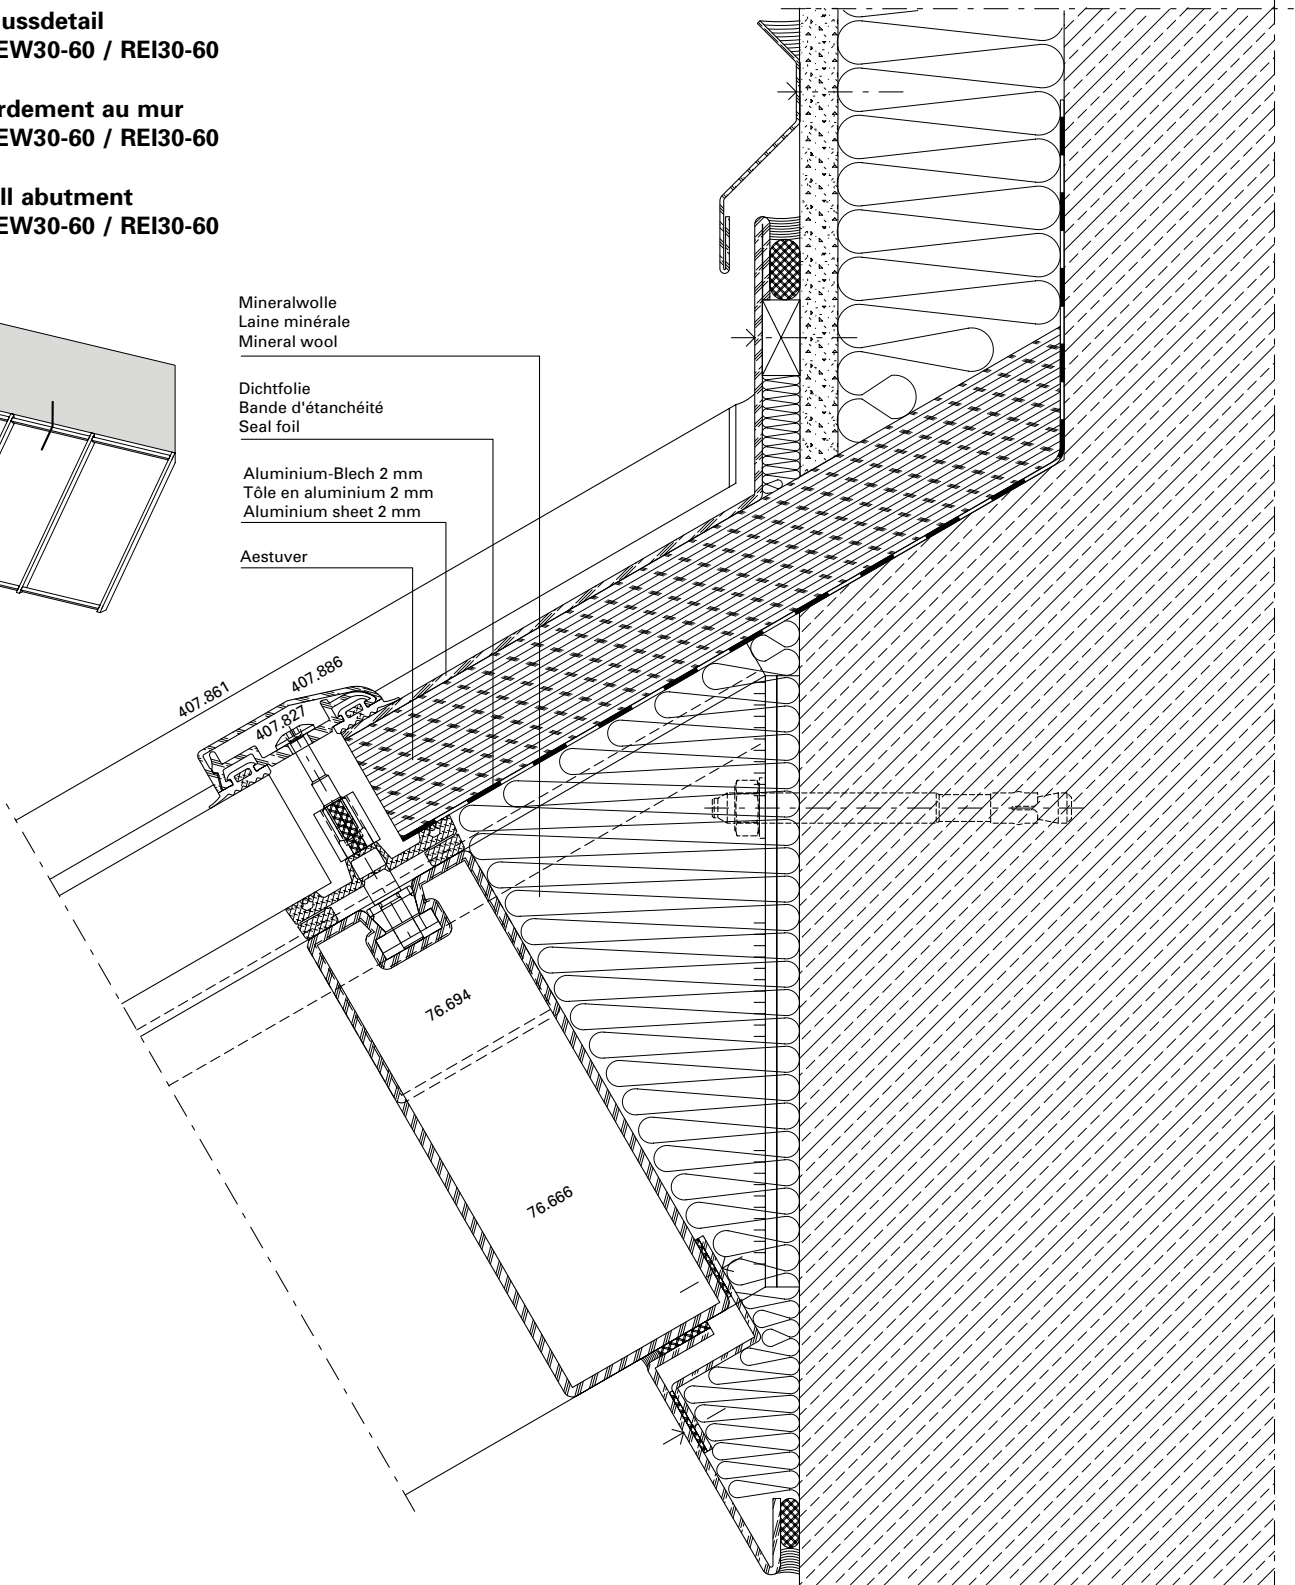 ussdetail
EW30-60 / REI30-60
rdement au mur
EW30-60 / REI30-60
ll abutment
EW30-60 / REI30-60
Mineralwolle
Laine minérale
Mineral wool
Dichtfolie
Bande d'étanchéité
Seal foil
Aluminium-Blech 2 mm
Tôle en aluminium 2 mm
Aluminium sheet 2 mm
Aestuver
407.861
407.886
407.827
76.694
76.666